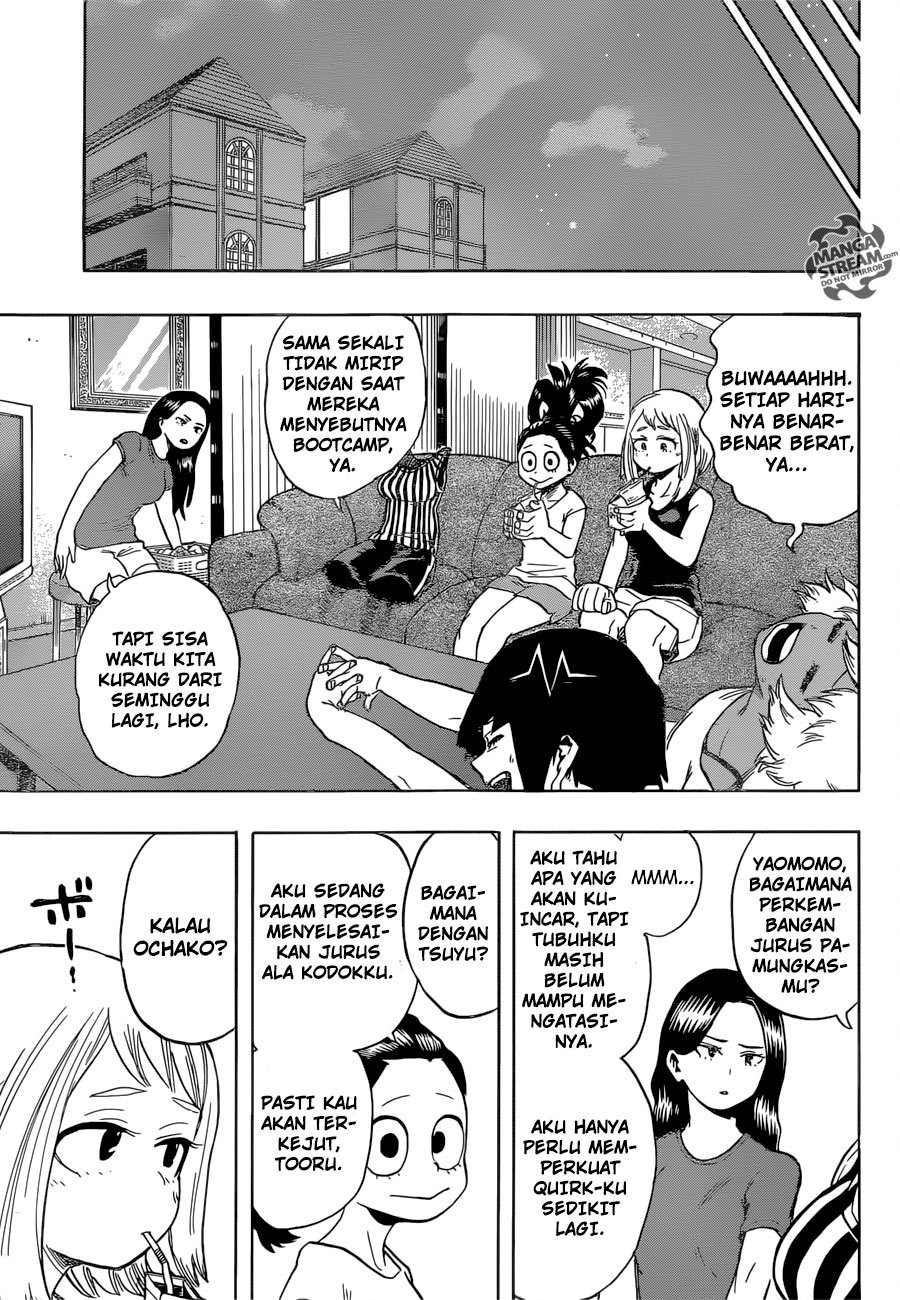 MANGA
STREAM.com
DO NOT MIRROR
BUWAAAAHHH.
SETIAP HARI-
NYA BENAR-
BENAR BERAT,
YA...
SAMA SEKALI
TIDAK MIRIP
DENGAN SAAT
MEREKA
MENYEBUTNYA
BOOTCAMP,
YA.
TAPI SISA
WAKTU KITA
KURANG DARI
SEMINGGU
LAGI, LHO.
YAOMOMO,
BAGAIMANA
PERKEM-
BANGAN
JURUS PA-
MUNGKAS-
MU?
MMM...
AKU TAHU
APA YANG
AKAN KU-
INCAR, TAPI
TUBUHKU
MASIH
BELUM
MAMPU ME-
NGATASI-
NYA.
AKU HANYA
PERLU MEM-
PERKUAT
QUIRK-KU
SEDIKIT
LAGI.
BAGAI-
MANA
DENGAN
TSUYU?
AKU SEDANG
DALAM PROSES
MENYELESAI-
KAN JURUS
ALA KODOKKU.
PASTI KAU
AKAN TER-
KEJUT,
TOORU.
KALAU
OCHAKO?
ボー…